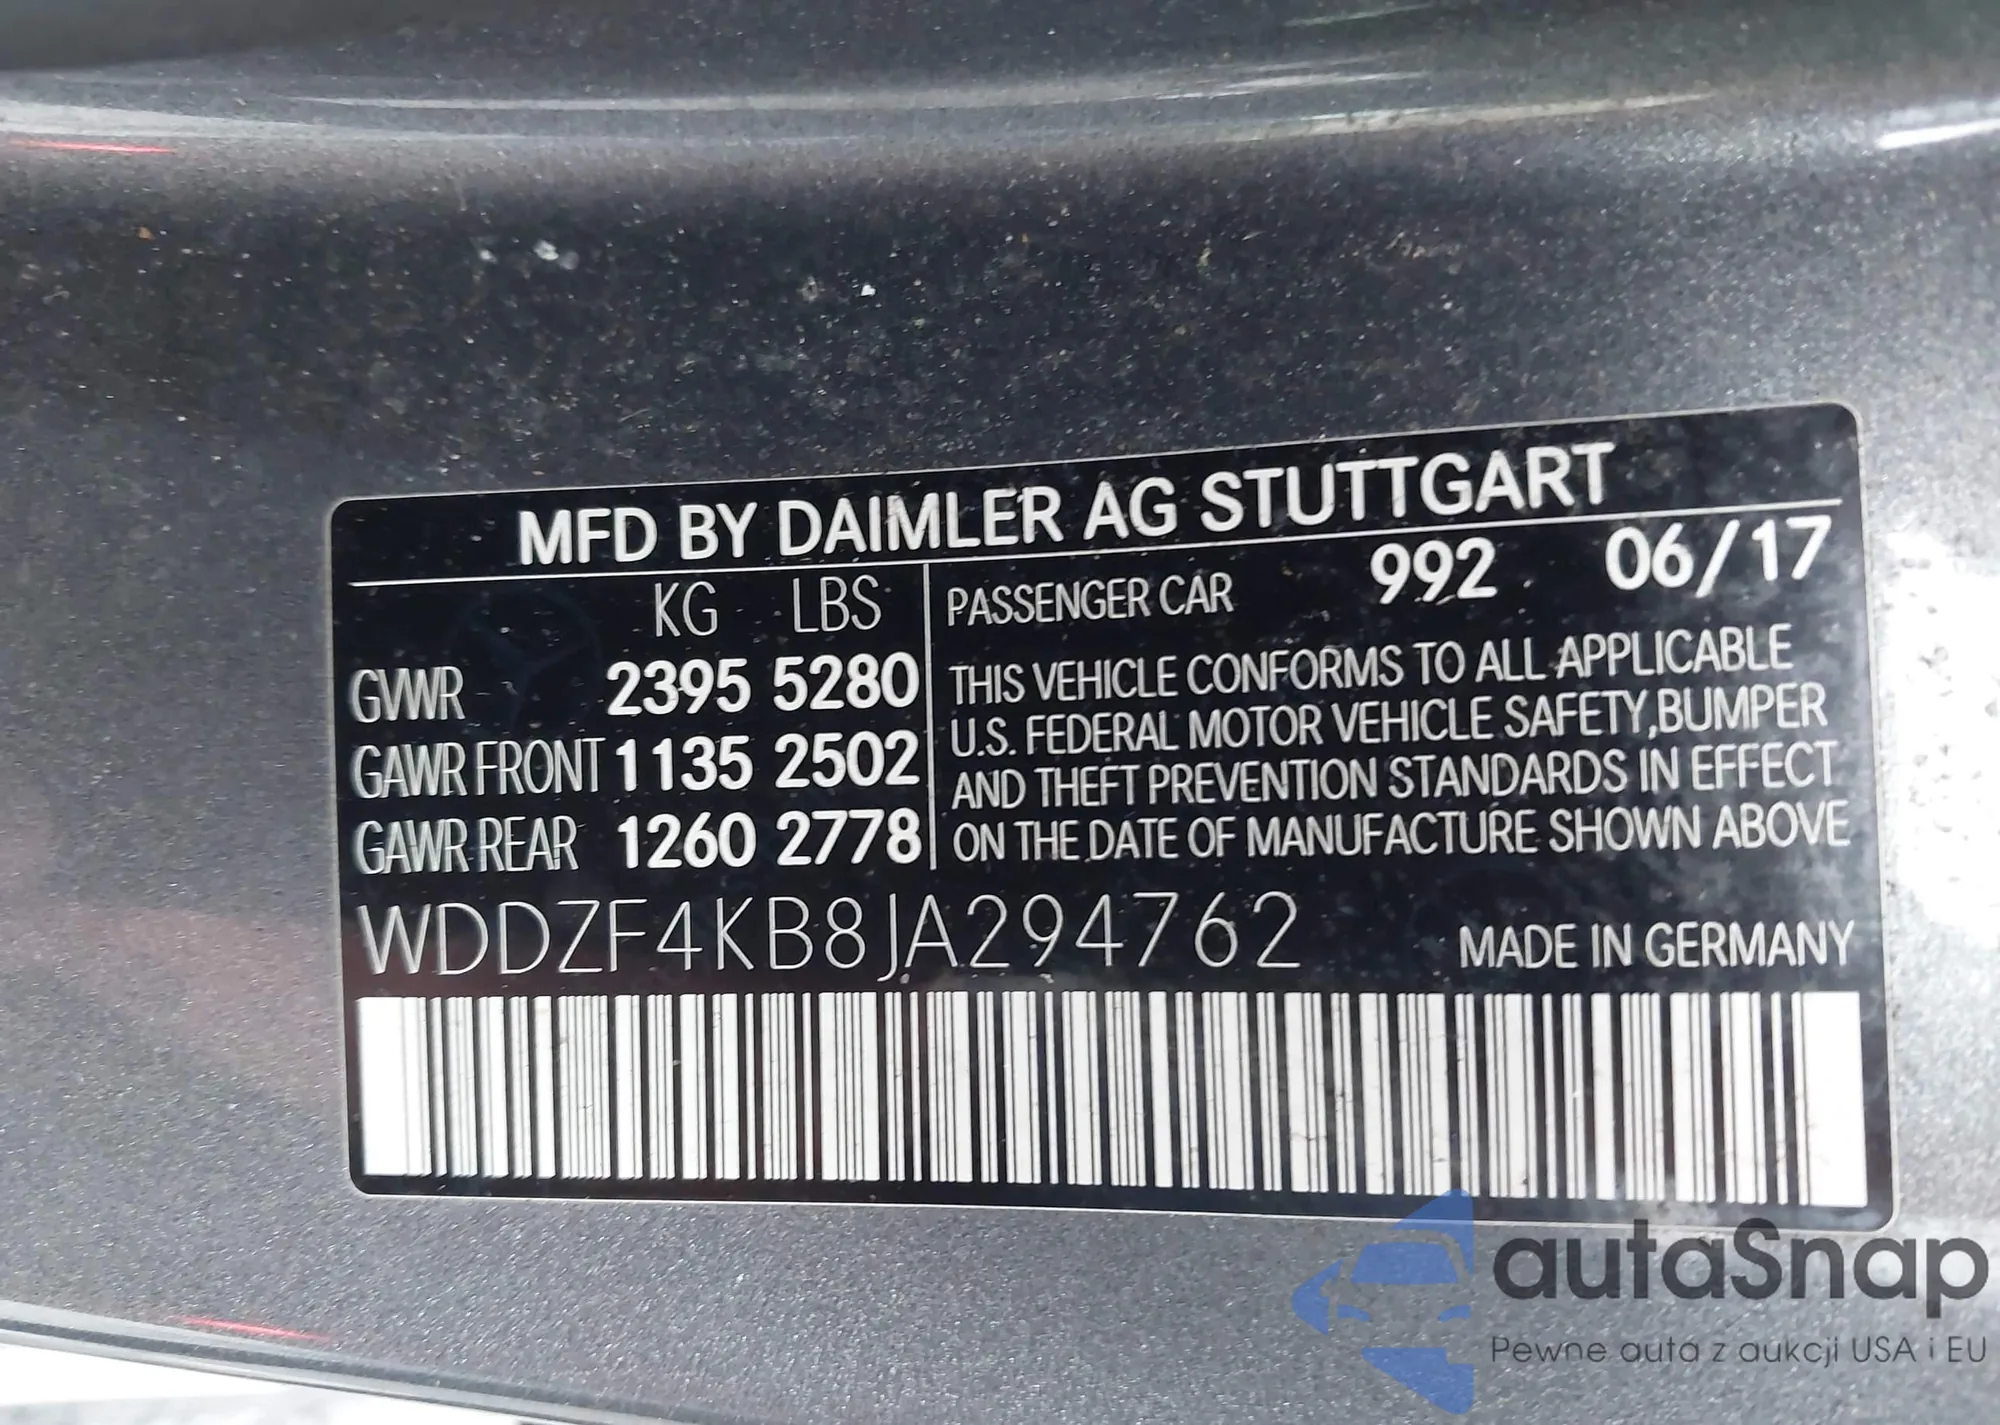 MFD BY DAIMLER AG STUTTGART
KG LBS
GVWR 2395 5280
GAWR FRONT 1135 2502
GAWR REAR 1260 2778
PASSENGER CAR 992 06/17
THIS VEHICLE CONFORMS TO ALL APPLICABLE
U.S. FEDERAL MOTOR VEHICLE SAFETY,BUMPER
AND THEFT PREVENTION STANDARDS IN EFFECT
ON THE DATE OF MANUFACTURE SHOWN ABOVE
WDDZF4KB8JA294762
MADE IN GERMANY
autaSnap
Pewne auta z aukcji USA i EU